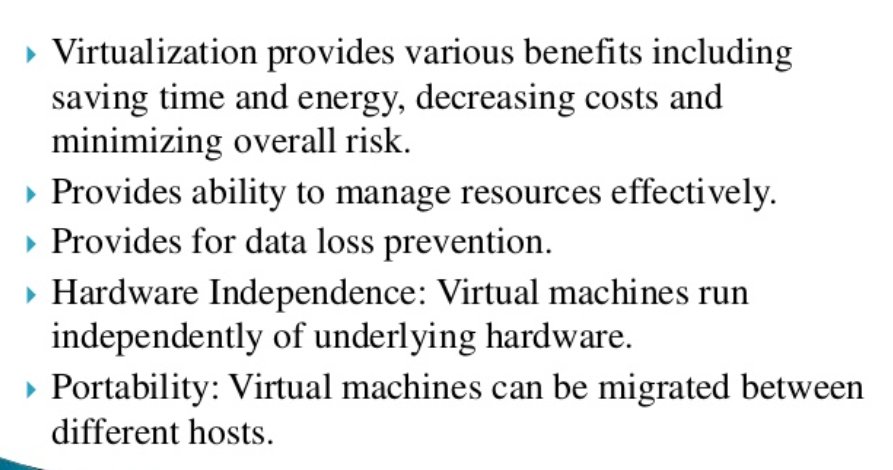 Virtualization provides various benefits including
saving time and energy, decreasing costs and
minimizing overall risk.
Provides ability to manage resources effectively.
Provides for data loss prevention.
Hardware Independence: Virtual machines run
independently of underlying hardware.
Portability: Virtual machines can be migrated between
different hosts.